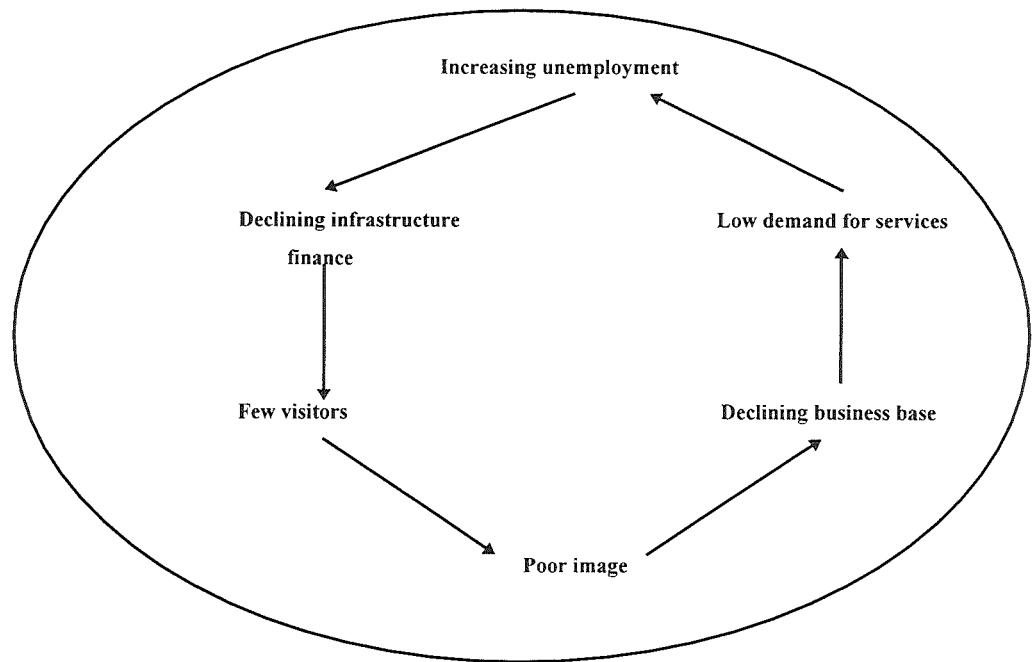 Increasing unemployment
Declining infrastructure
finance
Low demand for services
Few visitors
Declining business base
Poor image